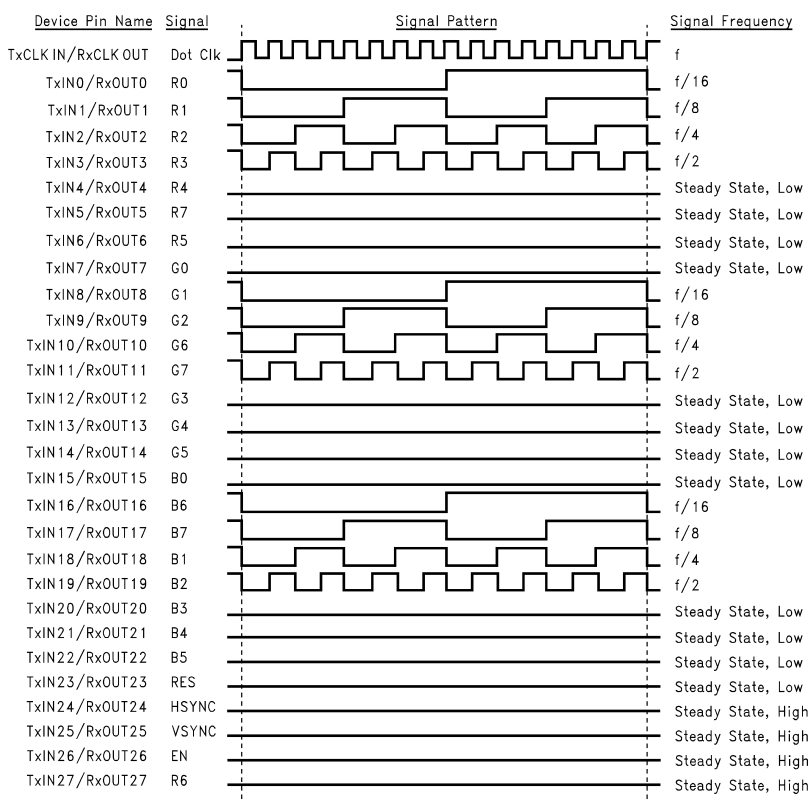 Device Pin Name Signal Signal Pattern Signal Frequency
TxCLK IN/RxCLK OUT Dot Clk f
TxIN0/RxOUT0 R0 f/16
TxIN1/RxOUT1 R1 f/8
TxIN2/RxOUT2 R2 f/4
TxIN3/RxOUT3 R3 f/2
TxIN4/RxOUT4 R4 Steady State, Low
TxIN5/RxOUT5 R7 Steady State, Low
TxIN6/RxOUT6 R5 Steady State, Low
TxIN7/RxOUT7 G0 Steady State, Low
TxIN8/RxOUT8 G1 f/16
TxIN9/RxOUT9 G2 f/8
TxIN10/RxOUT10 G6 f/4
TxIN11/RxOUT11 G7 f/2
TxIN12/RxOUT12 G3 Steady State, Low
TxIN13/RxOUT13 G4 Steady State, Low
TxIN14/RxOUT14 G5 Steady State, Low
TxIN15/RxOUT15 B0 Steady State, Low
TxIN16/RxOUT16 B6 f/16
TxIN17/RxOUT17 B7 f/8
TxIN18/RxOUT18 B1 f/4
TxIN19/RxOUT19 B2 f/2
TxIN20/RxOUT20 B3 Steady State, Low
TxIN21/RxOUT21 B4 Steady State, Low
TxIN22/RxOUT22 B5 Steady State, Low
TxIN23/RxOUT23 RES Steady State, Low
TxIN24/RxOUT24 HSYNC Steady State, High
TxIN25/RxOUT25 VSYNC Steady State, High
TxIN26/RxOUT26 EN Steady State, High
TxIN27/RxOUT27 R6 Steady State, High